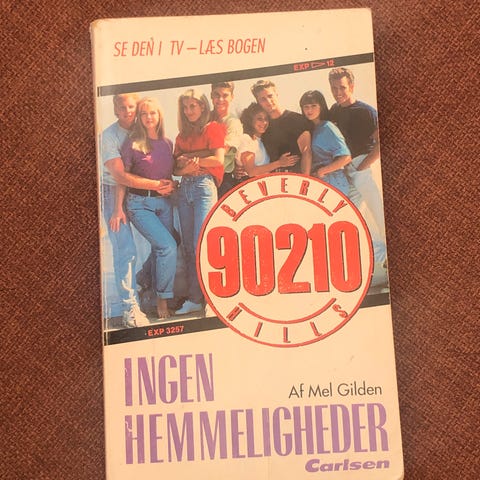 SE DEN I TV – LÆS BOGEN
EXP ▷ 12
BEVERLY
90210
HILLS
EXP 3257
INGEN
Af Mel Gilden
HEMMELIGHEDER
Carlsen